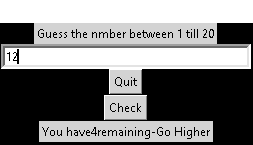 Guess the nmber between 1 till 20
12
Quit
Check
You have4remaining-Go Higher